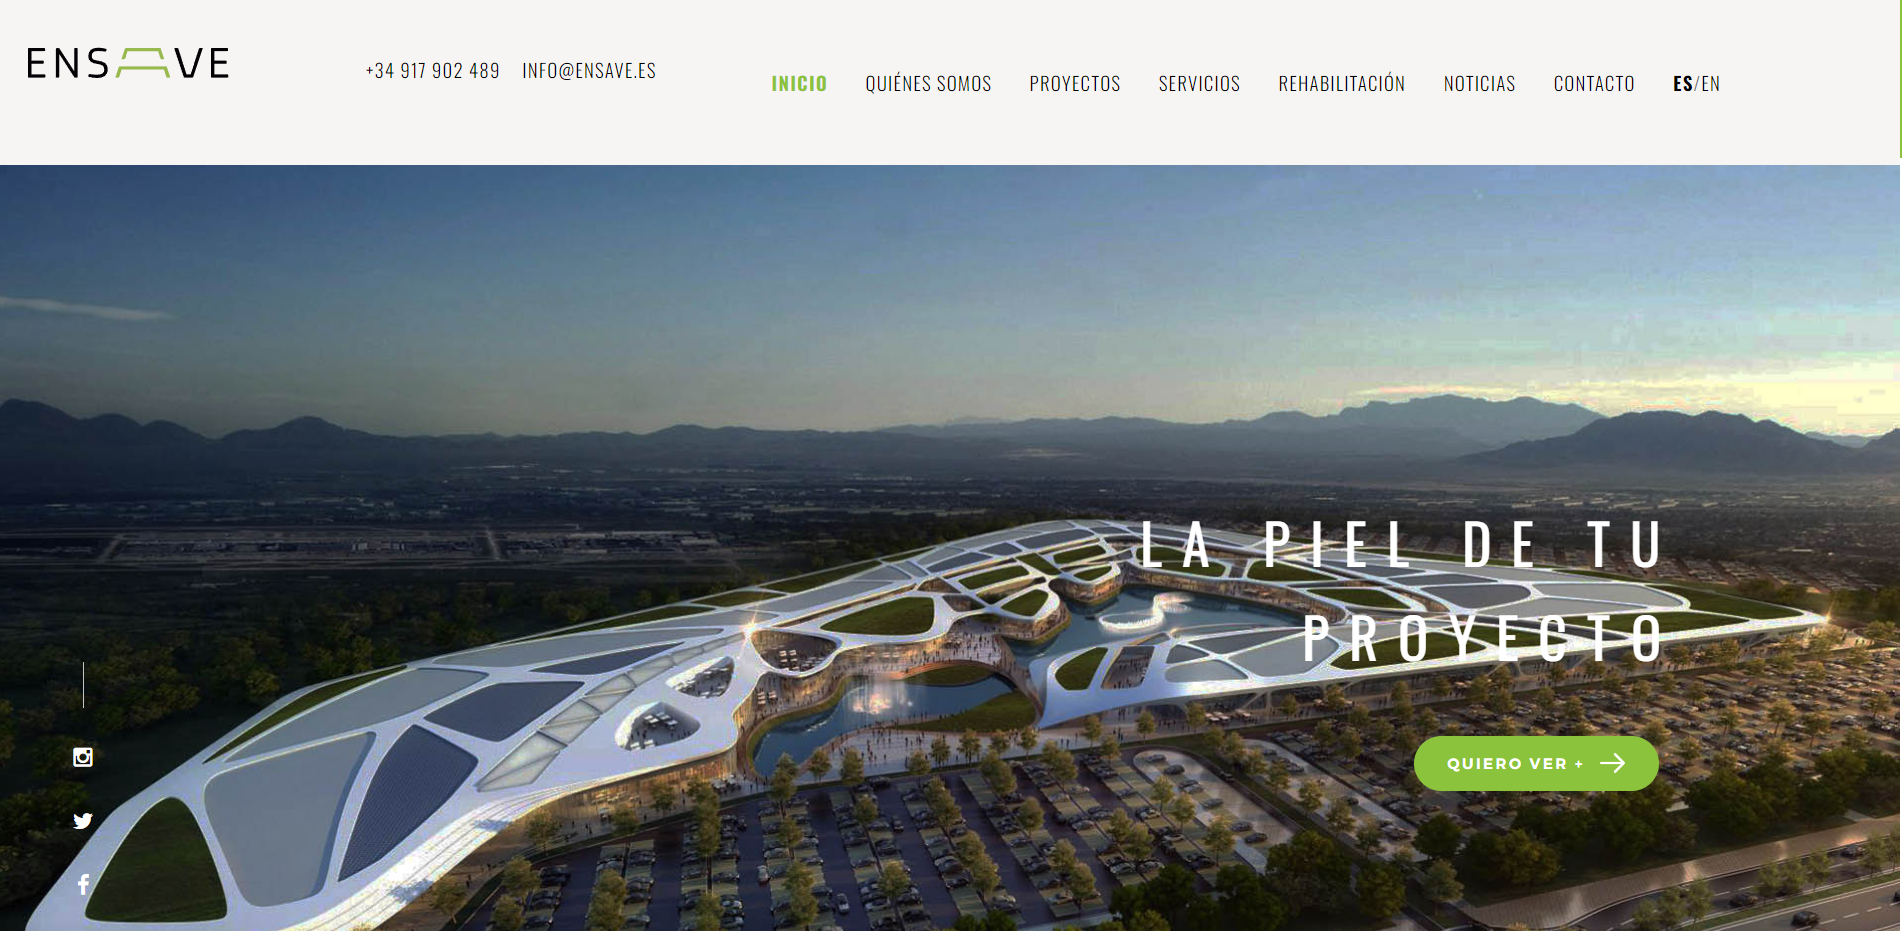 ENSAVE
+34 917 902 489 INFO@ENSAVE.ES
INICIO QUIÉNES SOMOS PROYECTOS SERVICIOS REHABILITACIÓN NOTICIAS CONTACTO ES/EN
LA PIEL DE TU
PROYECTO
QUIERO VER +